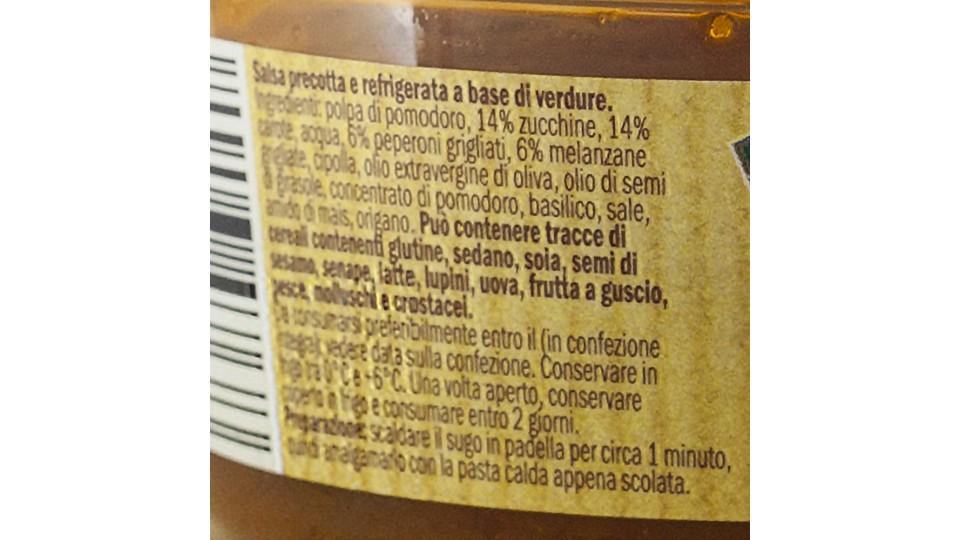 Salsa precotta e refrigerata a base di verdure.
Ingredienti: polpa di pomodoro, 14% zucchine, 14%
carote, acqua, 6% peperoni grigliati, 6% melanzane
grigliate, cipolla, olio extravergine di oliva, olio di semi
di girasole, concentrato di pomodoro, basilico, sale,
amido di mais, origano. Può contenere tracce di
cereali contenenti glutine, sedano, soia, semi di
sesamo, senape, latte, lupini, uova, frutta a guscio,
pesce, molluschi e crostacei.
Da consumarsi preferibilmente entro il (in confezione
integra): vedere data sulla confezione. Conservare in
frigo tra 0°C e +6°C. Una volta aperto, conservare
coperto in frigo e consumare entro 2 giorni.
Preparazione: scaldare il sugo in padella per circa 1 minuto,
quindi amalgamarlo con la pasta calda appena scolata.